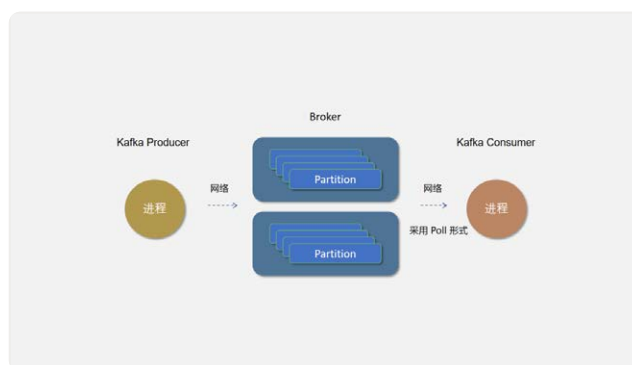 Broker
Kafka Producer
Kafka Consumer
网络
网络
Partition
进程
进程
采用 Poll 形式
Partition